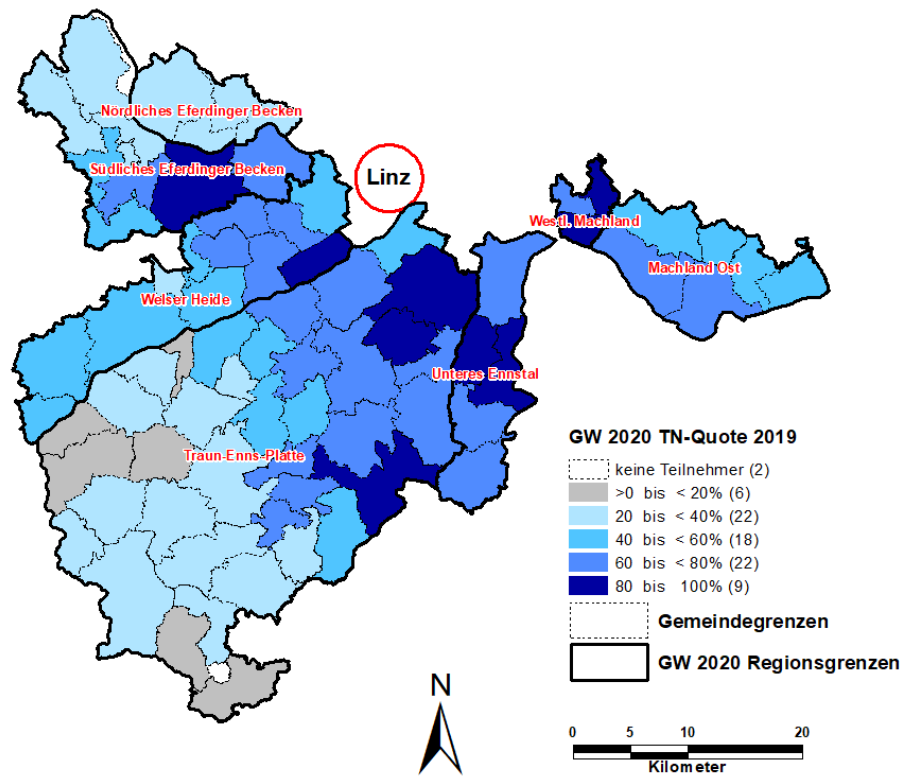 Nördliches Eferdinger Becken
Südliches Eferdinger Becken
Linz
Westl. Machland
Machland Ost
Welser Heide
Unteres Ennstal
Traun-Enns-Platte
GW 2020 TN-Quote 2019
keine Teilnehmer (2)
>0 bis < 20% (6)
20 bis < 40% (22)
40 bis < 60% (18)
60 bis < 80% (22)
80 bis 100% (9)
Gemeindegrenzen
GW 2020 Regionsgrenzen
N
0 5 10 20
Kilometer